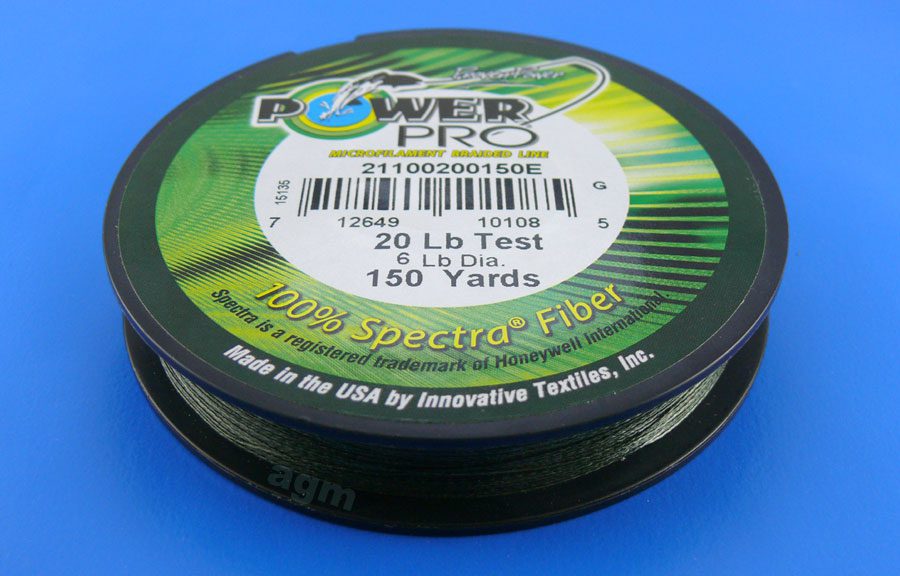 Proven Power
POWER
PRO
MICROFILAMENT BRAIDED LINE
21100200150E
15135
G
7 12649 10108 5
20 Lb Test
6 Lb Dia.
150 Yards
100% Spectra® Fiber
Spectra is a registered trademark of Honeywell International
Made in the USA by Innovative Textiles, Inc.
agm